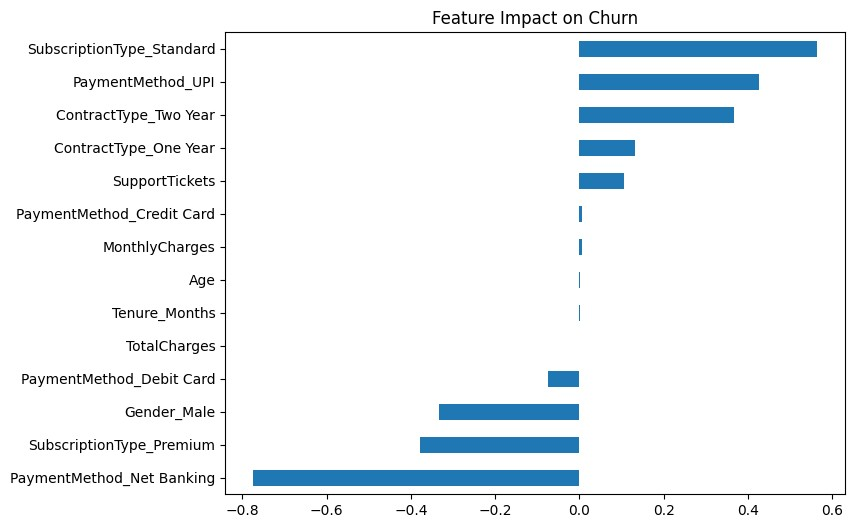 Feature Impact on Churn
SubscriptionType_Standard
PaymentMethod_UPI
ContractType_Two Year
ContractType_One Year
SupportTickets
PaymentMethod_Credit Card
MonthlyCharges
Age
Tenure_Months
TotalCharges
PaymentMethod_Debit Card
Gender_Male
SubscriptionType_Premium
PaymentMethod_Net Banking
−0.8 −0.6 −0.4 −0.2 0.0 0.2 0.4 0.6